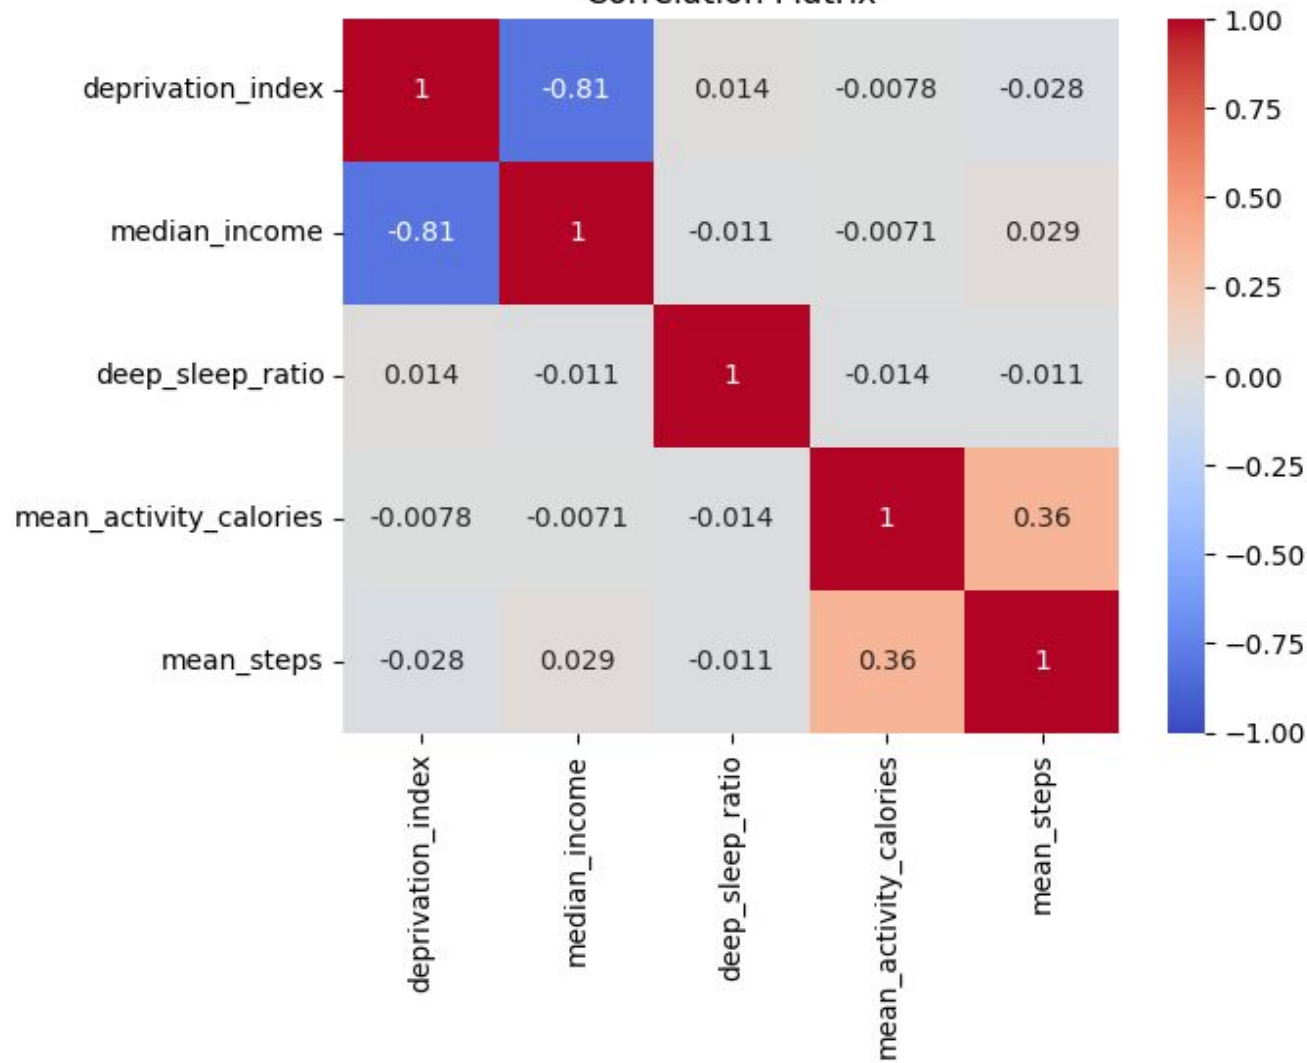 Correlation Matrix
deprivation_index 1 -0.81 0.014 -0.0078 -0.028
median_income -0.81 1 -0.011 -0.0071 0.029
deep_sleep_ratio 0.014 -0.011 1 -0.014 -0.011
mean_activity_calories -0.0078 -0.0071 -0.014 1 0.36
mean_steps -0.028 0.029 -0.011 0.36 1
deprivation_index
median_income
deep_sleep_ratio
mean_activity_calories
mean_steps
1.00
0.75
0.50
0.25
0.00
−0.25
−0.50
−0.75
−1.00